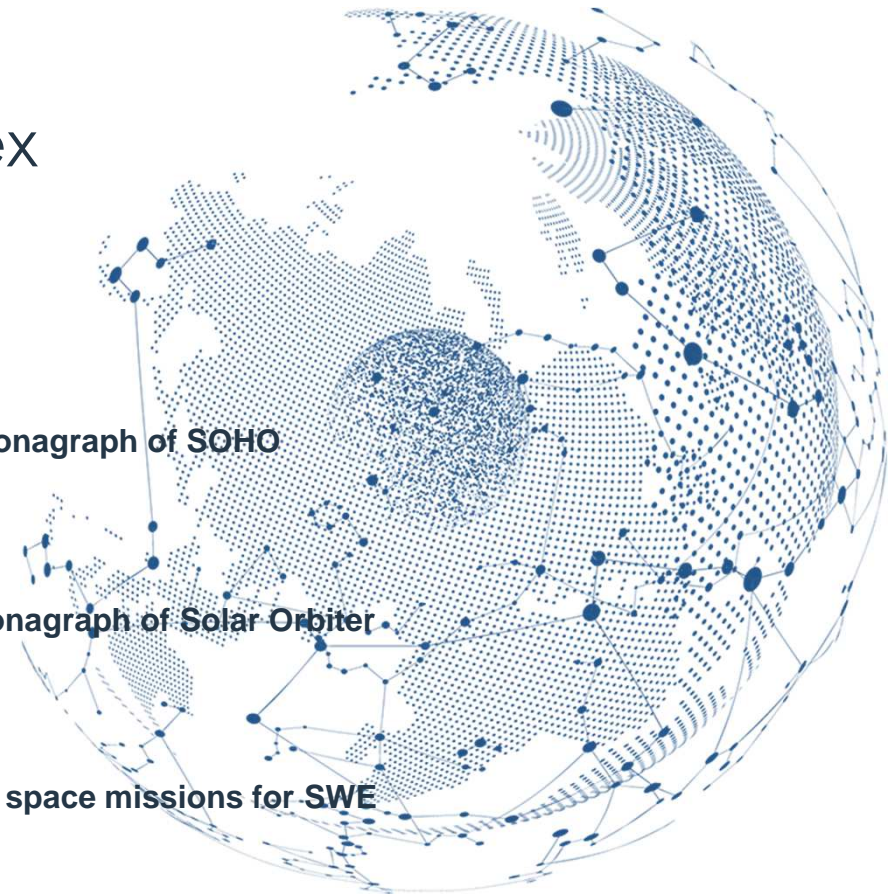 ex
onagraph of SOHO
onagraph of Solar Orbiter
space missions for SWE